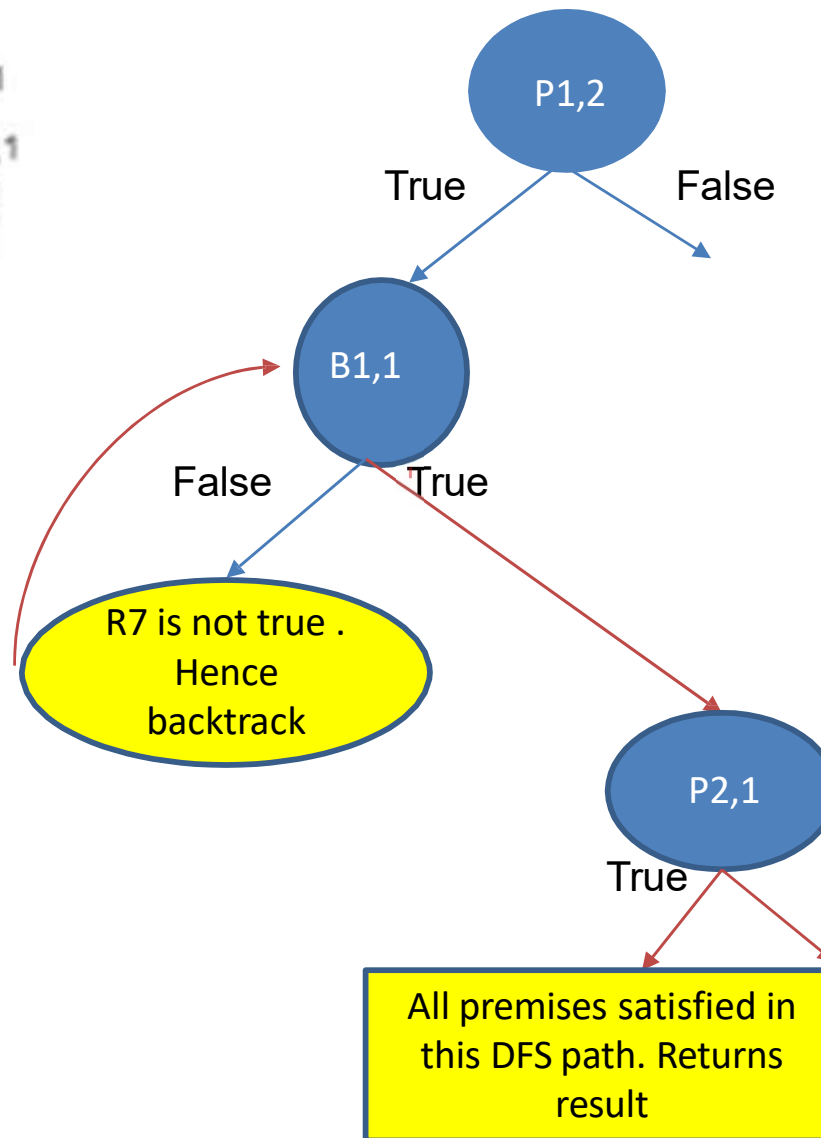 P1,2
True
False
B1,1
False
True
R7 is not true .
Hence
backtrack
P2,1
True
All premises satisfied in
this DFS path. Returns
result